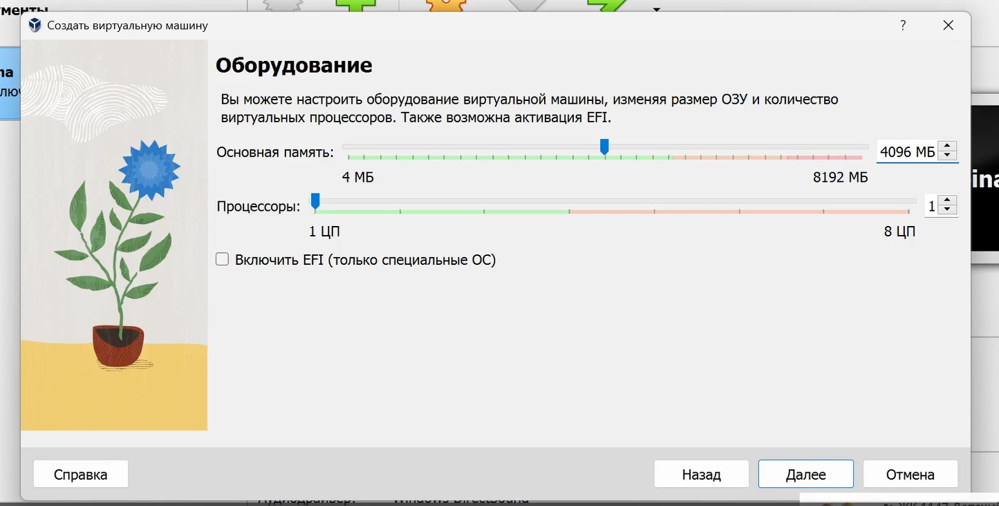 Создать виртуальную машину
?
Оборудование
Вы можете настроить оборудование виртуальной машины, изменяя размер ОЗУ и количество
виртуальных процессоров. Также возможна активация EFI.
Основная память:
4096 МБ
4 МБ
8192 МБ
Процессоры:
1
1 ЦП
8 ЦП
Включить EFI (только специальные ОС)
Справка
Назад
Далее
Отмена